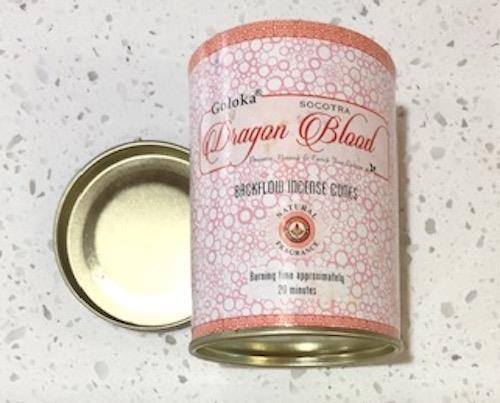 Goloka®
SOCOTRA
Dragon Blood
BACKFLOW INCENSE CONES
NATURAL
FRAGRANCE
Burning time approximately
20 minutes